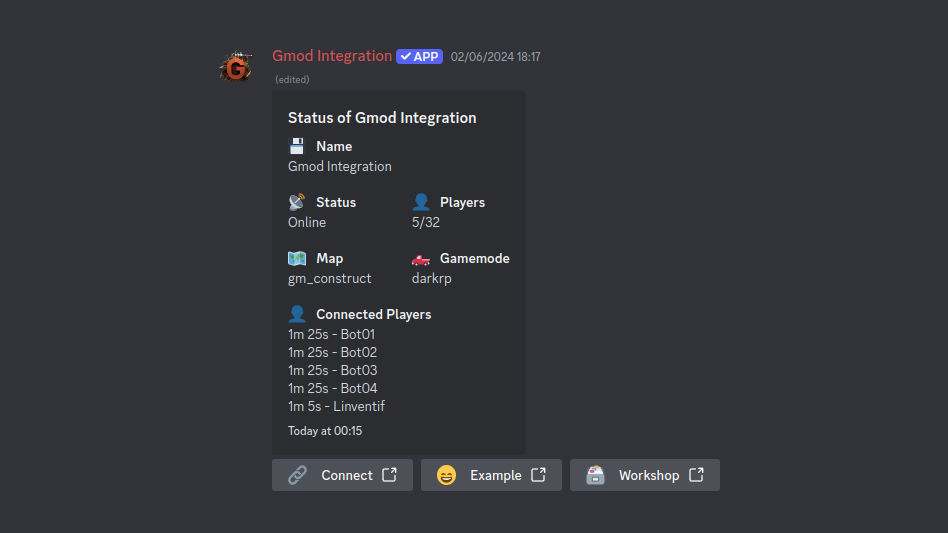 Gmod Integration APP 02/06/2024 18:17
(edited)
Status of Gmod Integration
Name
Gmod Integration
Status Players
Online 5/32
Map Gamemode
gm_construct darkrp
Connected Players
1m 25s - Bot01
1m 25s - Bot02
1m 25s - Bot03
1m 25s - Bot04
1m 5s - Linventif
Today at 00:15
Connect Example Workshop